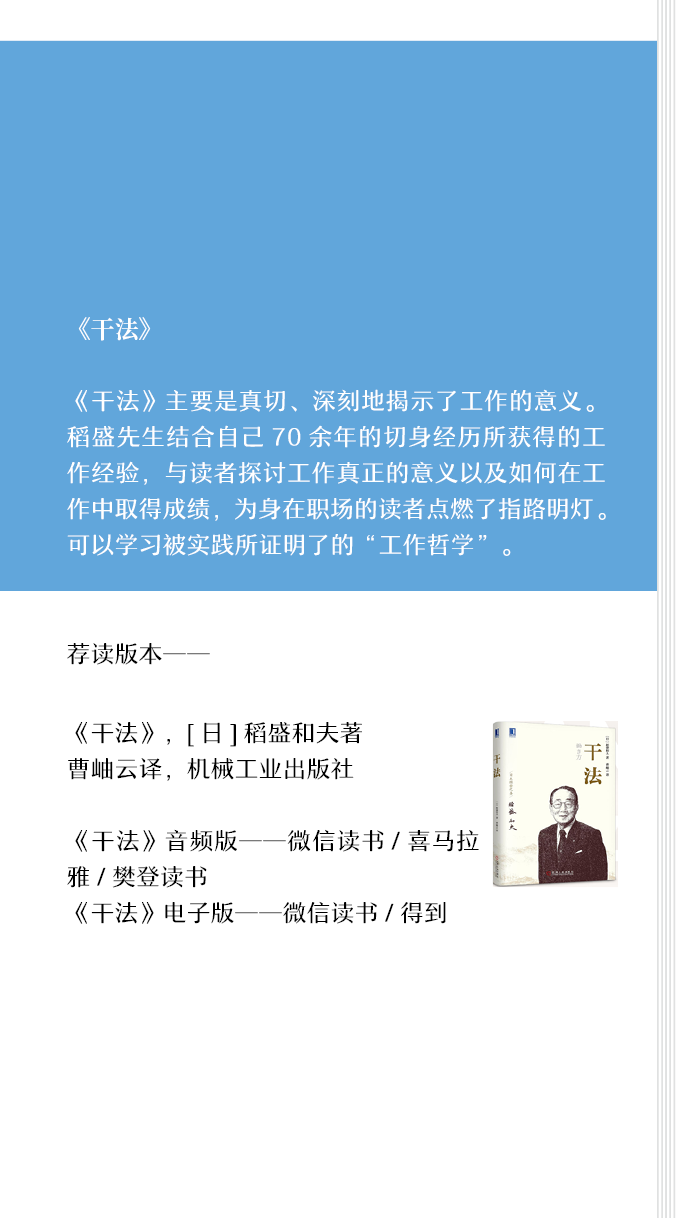 《干法》
《干法》主要是真切、深刻地揭示了工作的意义。
稻盛先生结合自己 70 余年的切身经历所获得的工
作经验，与读者探讨工作真正的意义以及如何在工
作中取得成绩，为身在职场的读者点燃了指路明灯。
可以学习被实践所证明了的“工作哲学”。
荐读版本——
《干法》，[ 日 ] 稻盛和夫著
曹岫云译，机械工业出版社
《干法》音频版——微信读书 / 喜马拉
雅 / 樊登读书
《干法》电子版——微信读书 / 得到
干法
干法
稻盛和夫